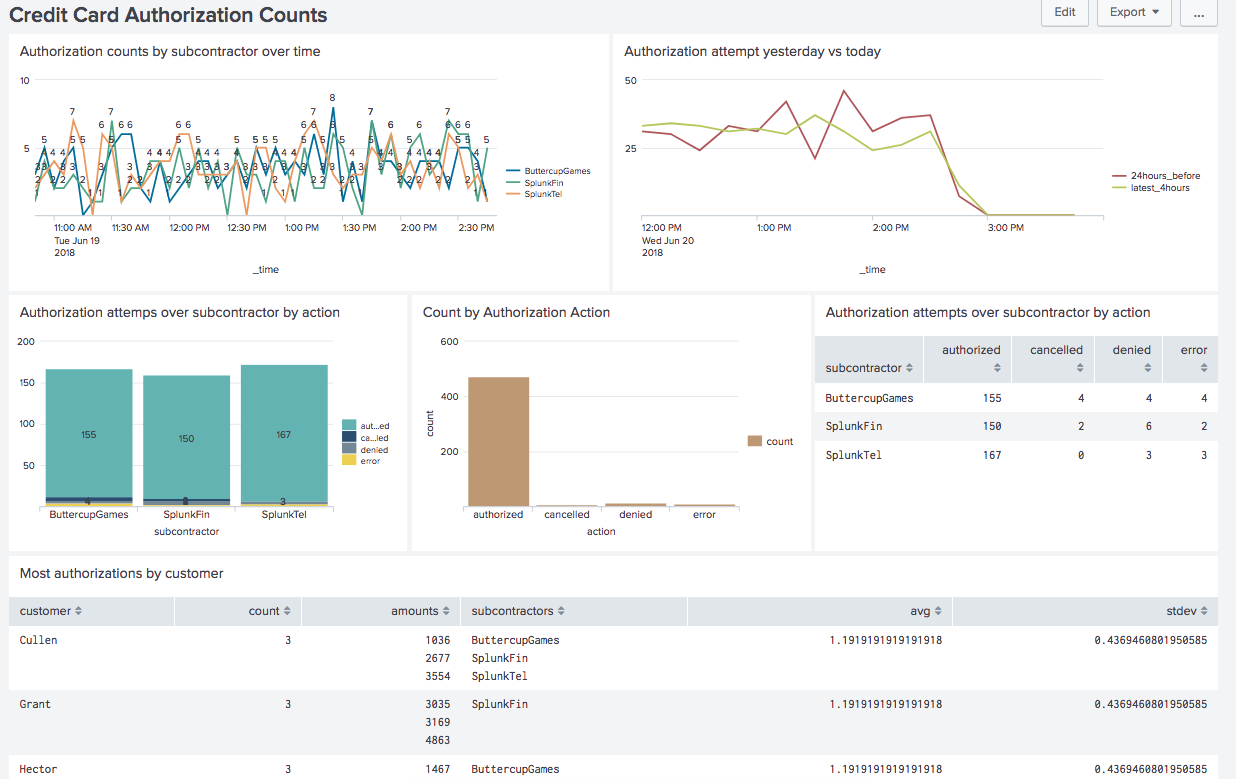 Credit Card Authorization Counts
Edit
Export
...
Authorization counts by subcontractor over time
10
5
11:00 AM 11:30 AM 12:00 PM 12:30 PM 1:00 PM 1:30 PM 2:00 PM 2:30 PM
Tue Jun 19
2018
_time
ButtercupGames
SplunkFin
SplunkTel
Authorization attempt yesterday vs today
50
25
12:00 PM 1:00 PM 2:00 PM 3:00 PM
Wed Jun 20
2018
_time
24hours_before
latest_4hours
Authorization attemps over subcontractor by action
200
150
100
50
155 150 167
4 3
ButtercupGames SplunkFin SplunkTel
subcontractor
aut...ed
ca...led
denied
error
Count by Authorization Action
600
400
200
count
authorized cancelled denied error
action
count
Authorization attempts over subcontractor by action
subcontractor authorized cancelled denied error
ButtercupGames 155 4 4 4
SplunkFin 150 2 6 2
SplunkTel 167 0 3 3
Most authorizations by customer
customer count amounts subcontractors avg stdev
Cullen 3 1036 ButtercupGames 1.1919191919191918 0.4369460801950585
2677 SplunkFin
3554 SplunkTel
Grant 3 3035 SplunkFin 1.1919191919191918 0.4369460801950585
3169
4863
Hector 3 1467 ButtercupGames 1.1919191919191918 0.4369460801950585